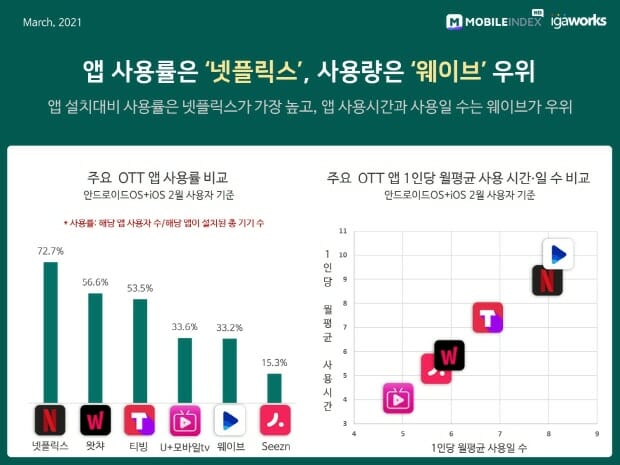 March, 2021
MOBILEINDEX HD igaworks
앱 사용률은 '넷플릭스', 사용량은 '웨이브' 우위
앱 설치대비 사용률은 넷플릭스가 가장 높고, 앱 사용시간과 사용일 수는 웨이브가 우위
주요 OTT 앱 사용률 비교
안드로이드OS+iOS 2월 사용자 기준
* 사용률: 해당 앱 사용자 수/해당 앱이 설치된 총 기기 수
72.7%
56.6%
53.5%
33.6%
33.2%
15.3%
넷플릭스
왓챠
티빙
U+모바일tv
웨이브
Seezn
주요 OTT 앱 1인당 월평균 사용 시간·일 수 비교
안드로이드OS+iOS 2월 사용자 기준
1인당 월평균 사용시간
11
10
9
8
7
6
5
4
3
4 5 6 7 8 9
1인당 월평균 사용일 수